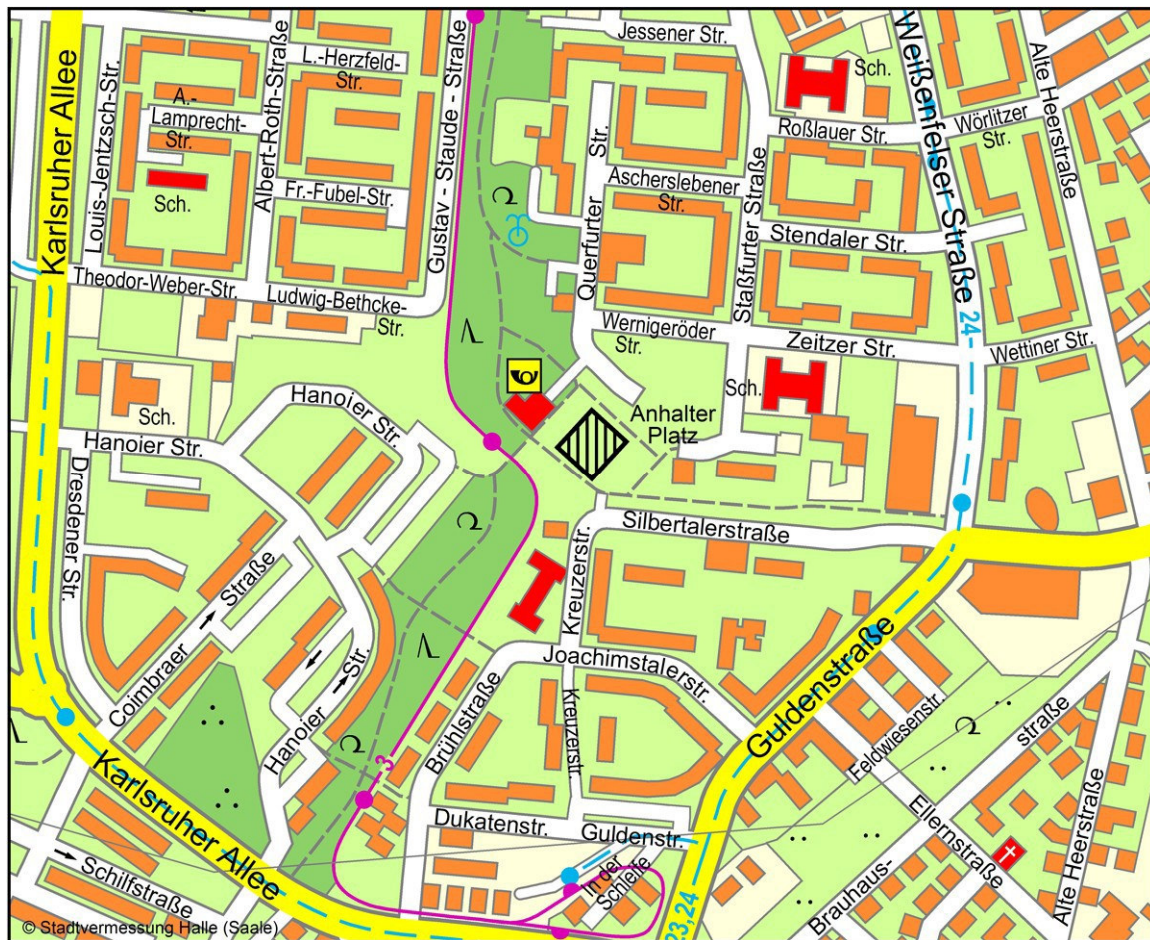 Jessener Str.
L.-Herzfeld-
Str.
Karlsruher Allee
Louis-Jentzsch-Str.
A.-
Lamprecht-
Str.
Albert-Roth-Straße
Gustav - Staude - Straße
Sch.
Weißenfelser Straße
Alte Heerstraße
Roßlauer Str.
Wörlitzer
Str.
Sch.
Fr.-Fubel-Str.
Querfurter
Str.
Ascherslebener
Str.
Staßfurter Straße
Stendaler Str.
Theodor-Weber-Str.
Ludwig-Bethcke-
Str.
Wernigeröder
Str.
Zeitzer Str.
24
Wettiner Str.
Sch.
Sch.
Hanoier Str.
Anhalter
Platz
Hanoier Str.
Dresdener Str.
Silbertalerstraße
Kreuzerstr.
Coimbraer
Straße
Hanoier
Str.
Joachimstalerstr.
Brühlstraße
Kreuzerstr.
Guldenstraße
Feldwiesenstr.
Karlsruher Allee
3
Dukatenstr.
Guldenstr.
In der
Schleife
Ellernstraße
Brauhaus-
straße
Alte Heerstraße
Schilfstraße
23,24
© Stadtvermessung Halle (Saale)